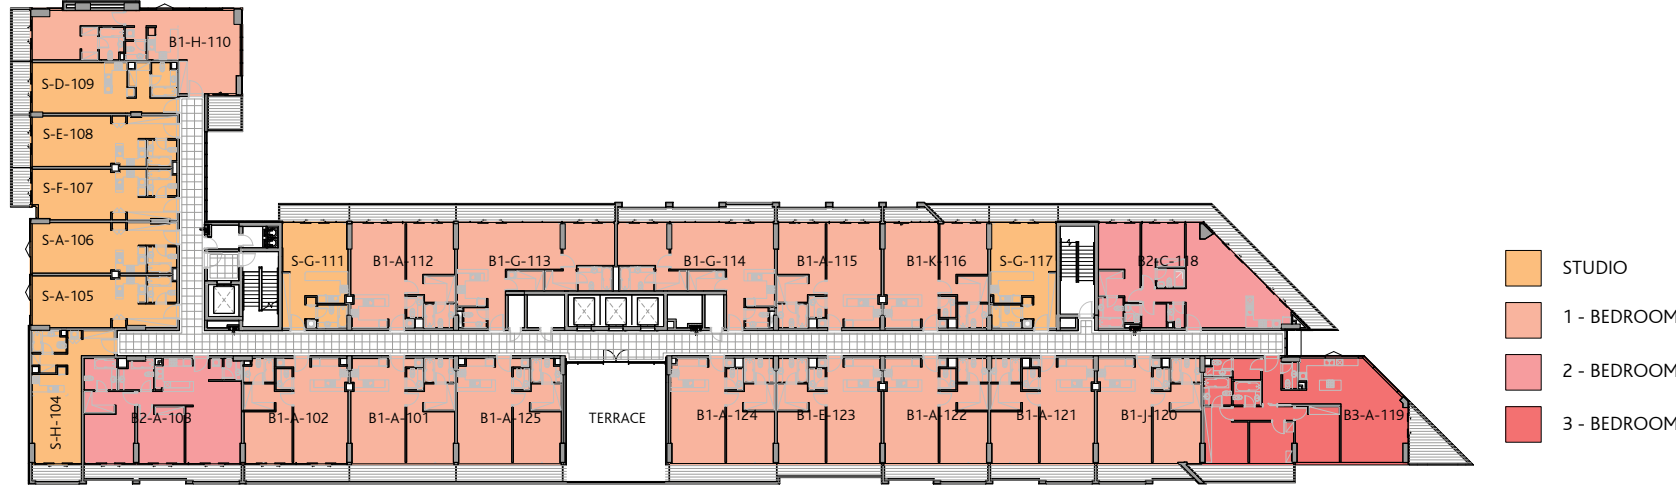 B1-H-110
S-D-109
S-E-108
S-F-107
S-A-106
S-A-105
S-G-111
B1-A-112
B1-G-113
B1-G-114
B1-A-115
B1-K-116
S-G-117
B2-C-118
S-H-104
B2-A-103
B1-A-102
B1-A-101
B1-A-125
TERRACE
B1-A-124
B1-E-123
B1-A-122
B1-A-121
B1-J-120
B3-A-119
STUDIO
1 - BEDROOM
2 - BEDROOM
3 - BEDROOM